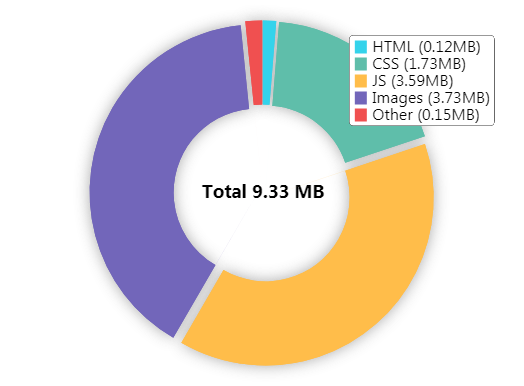 HTML (0.12MB)
CSS (1.73MB)
JS (3.59MB)
Images (3.73MB)
Other (0.15MB)
Total 9.33 MB